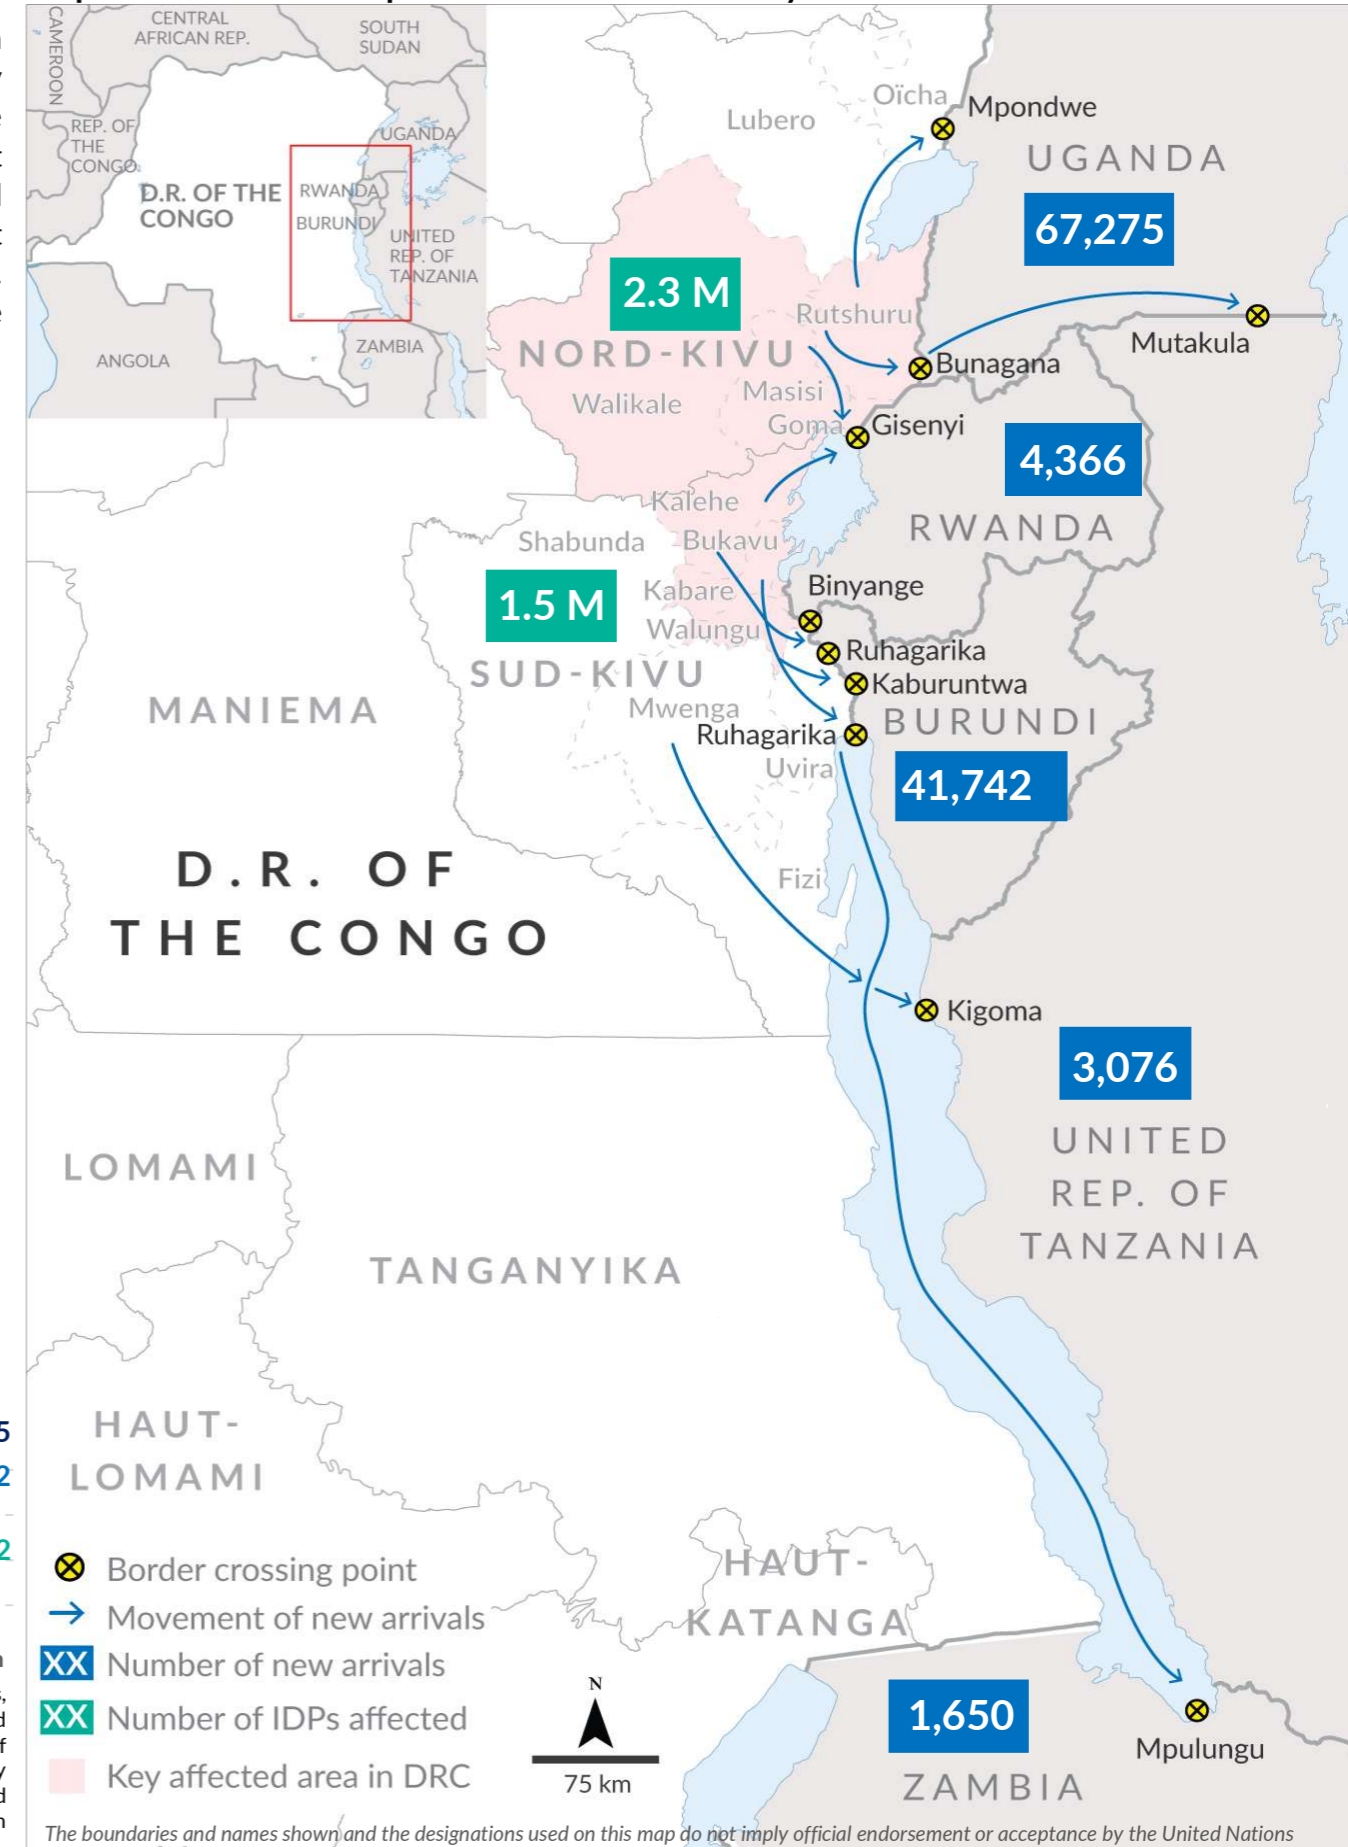 CAMEROON
CENTRAL
AFRICAN REP.
SOUTH
SUDAN
REP. OF
THE
CONGO
UGANDA
D.R. OF THE
CONGO
RWANDA
BURUNDI
UNITED
REP. OF
TANZANIA
ANGOLA
ZAMBIA
Oïcha
Mpondwe
Lubero
UGANDA
67,275
2.3 M
Rutshuru
NORD-KIVU
Mutakula
Bunagana
Masisi
Walikale
Goma
Gisenyi
4,366
Kalehe
RWANDA
Shabunda
Bukavu
Binyange
Kabare
1.5 M
Walungu
Ruhagarika
SUD-KIVU
Kaburuntwa
MANIEMA
Mwenga
BURUNDI
Ruhagarika
Uvira
41,742
D.R. OF
THE CONGO
Fizi
Kigoma
3,076
UNITED
REP. OF
TANZANIA
LOMAMI
TANGANYIKA
HAUT-
LOMAMI
5
2
2
HAUT-
KATANGA
Border crossing point
Movement of new arrivals
XX Number of new arrivals
XX Number of IDPs affected
Key affected area in DRC
N
75 km
1,650
Mpulungu
ZAMBIA
The boundaries and names shown and the designations used on this map do not imply official endorsement or acceptance by the United Nations